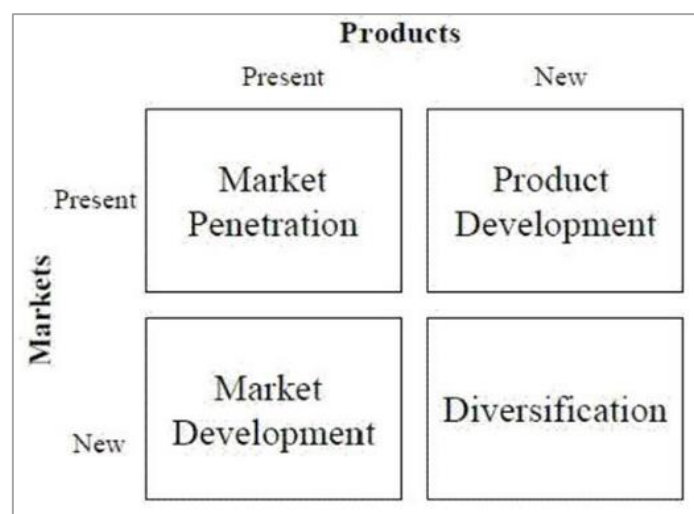 Products
Present
New
Markets
Present
Market
Penetration
Product
Development
New
Market
Development
Diversification